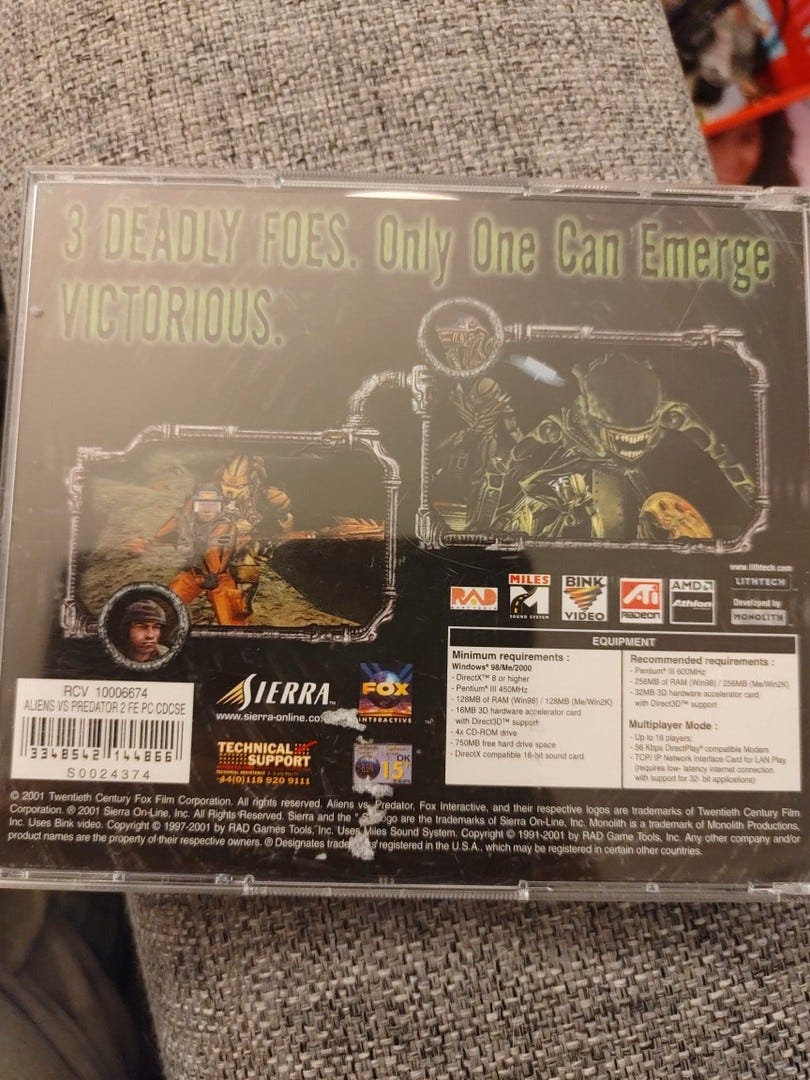 3 DEADLY FOES. Only One Can Emerge
VICTORIOUS.
www.lithtech.com
LITHTECH
Developed by
MONOLITH
RAD
MILES
SOUND SYSTEM
BINK
VIDEO
ATi
RADEON
AMD
Athlon
EQUIPMENT
Minimum requirements :
Windows® 98/Me/2000
- DirectX™ 8 or higher
- Pentium® III 450MHz
- 128MB of RAM (Win98) / 128MB (Me/Win2K)
- 16MB 3D hardware accelerator card
with Direct3D™ support
- 4x CD-ROM drive
- 750MB free hard drive space
- DirectX compatible 16-bit sound card
Recommended requirements :
- Pentium® III 600MHz
- 256MB of RAM (Win98) / 256MB (Me/Win2K)
- 32MB 3D hardware accelerator card
with Direct3D™ support
Multiplayer Mode :
- Up to 16 players:
- 56 Kbps DirectPlay® compatible Modem
- TCP/ IP Network Interface Card for LAN Play
(requires low- latency internet connection
with support for 32- bit applications)
RCV 10006674
ALIENS VS PREDATOR 2 FE PC CDCSE
3348542 144866
S0024374
SIERRA™
www.sierra-online.co
FOX
INTERACTIVE
TECHNICAL
SUPPORT
44(0)118 920 9111
15
DK
© 2001 Twentieth Century Fox Film Corporation. All rights reserved. Aliens vs. Predator, Fox Interactive, and their respective logos are trademarks of Twentieth Century Fox Film
Corporation. ® 2001 Sierra On-Line, Inc. All Rights Reserved. Sierra and the logo are the trademarks of Sierra On-Line, Inc. Monolith is a trademark of Monolith Productions,
Inc. Uses Bink video. Copyright © 1997-2001 by RAD Games Tools, Inc. Uses Miles Sound System. Copyright © 1991-2001 by RAD Game Tools, Inc. Any other company and/or
product names are the property of their respective owners. ® Designates registered in the U.S.A., which may be registered in certain other countries.